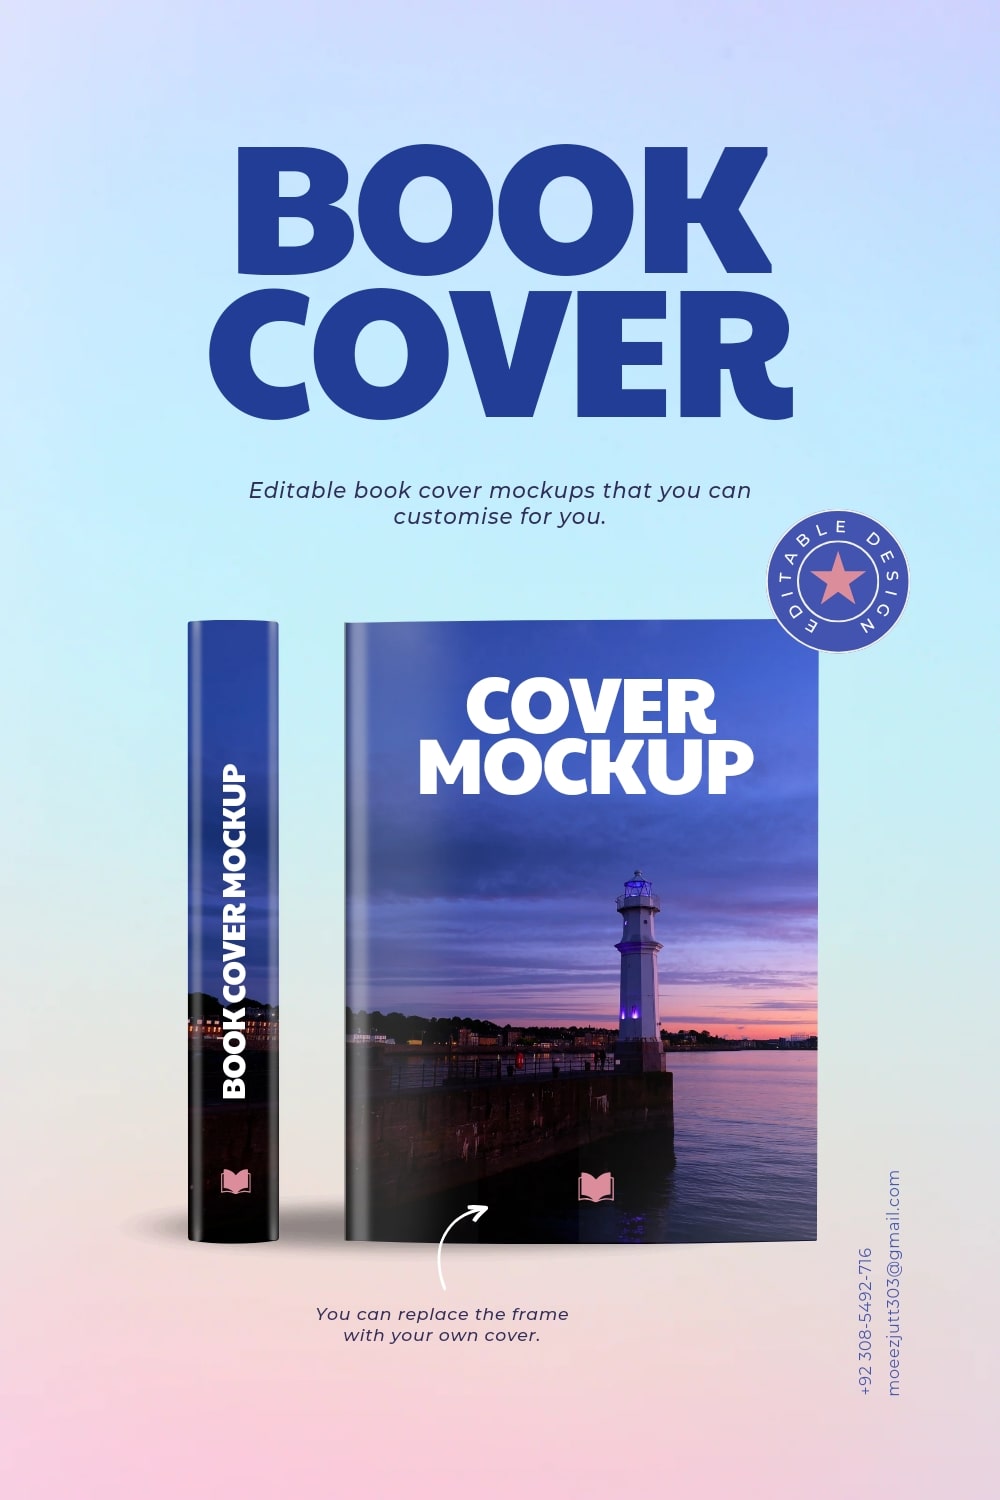 BOOK
COVER
Editable book cover mockups that you can
customise for you.
EDITABLE DESIGN
COVER
MOCKUP
BOOK COVER MOCKUP
You can replace the frame
with your own cover.
+92 308-5492-716
moeezjutt303@gmail.com